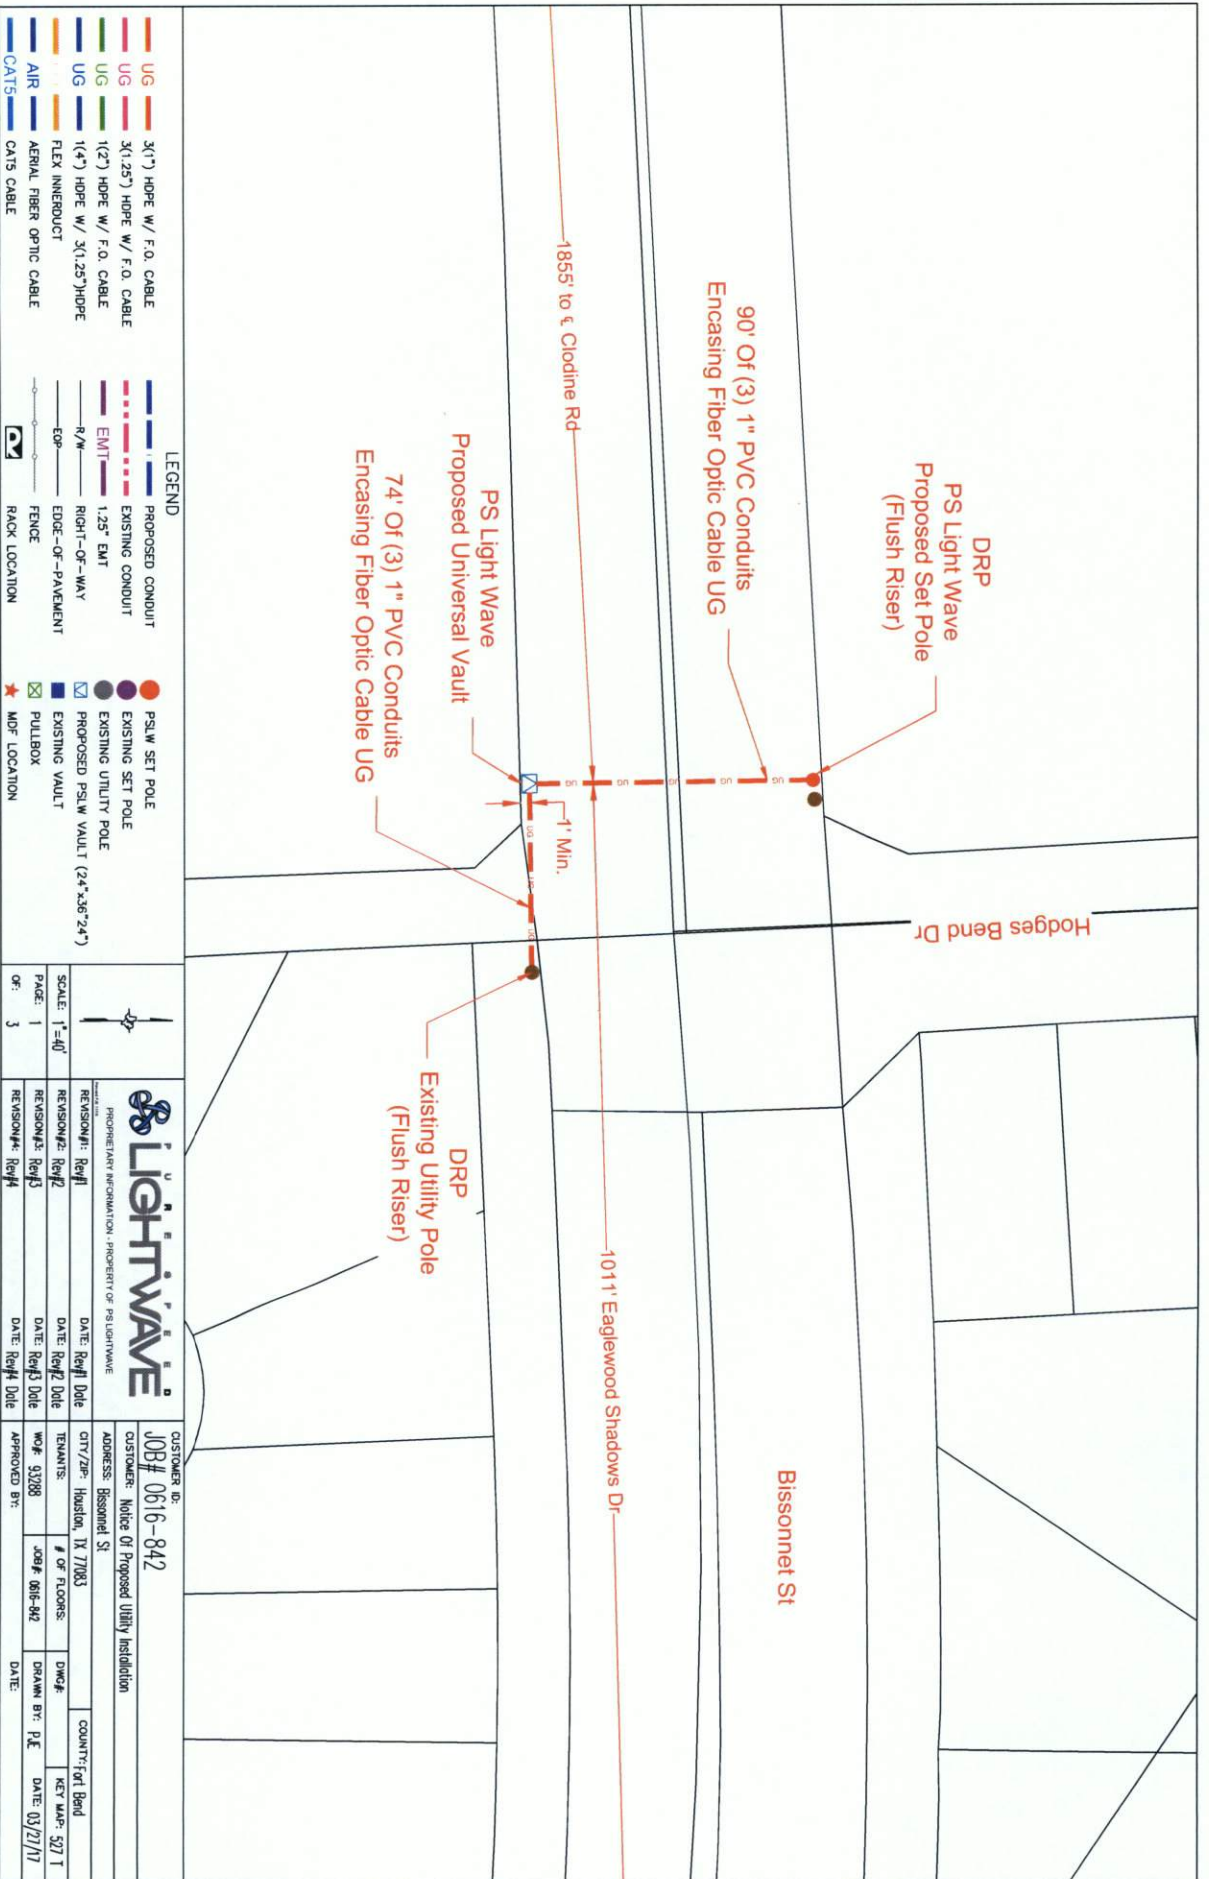 DRP
PS Light Wave
Proposed Set Pole
(Flush Riser)
90' Of (3) 1" PVC Conduits
Encasing Fiber Optic Cable UG
Hodges Bend Dr
Bissonnet St
1855' to ℄ Clodine Rd
1011' Eaglewood Shadows Dr
UG
UG
UG
UG
UG
1' Min.
UG
UG
UG
PS Light Wave
Proposed Universal Vault
74' Of (3) 1" PVC Conduits
Encasing Fiber Optic Cable UG
DRP
Existing Utility Pole
(Flush Riser)
LEGEND
UG 3(1") HDPE W/ F.O. CABLE
UG 3(1.25") HDPE W/ F.O. CABLE
UG 1(2") HDPE W/ F.O. CABLE
UG 1(4") HDPE W/ 3(1.25")HDPE
FLEX INNERDUCT
AIR AERIAL FIBER OPTIC CABLE
CAT5 CAT5 CABLE
PROPOSED CONDUIT
EXISTING CONDUIT
EMT 1.25" EMT
R/W RIGHT-OF-WAY
EOP EDGE-OF-PAVEMENT
FENCE
RACK LOCATION
PSLW SET POLE
EXISTING SET POLE
EXISTING UTILITY POLE
PROPOSED PSLW VAULT (24"x36"24")
EXISTING VAULT
PULLBOX
MDF LOCATION
SCALE: 1"=40'
PAGE: 1
OF: 3
PURESPEED
LIGHTWAVE
PROPRIETARY INFORMATION - PROPERTY OF PS LIGHTWAVE
REVISION#1: Rev#1 DATE: Rev#1 Date
REVISION#2: Rev#2 DATE: Rev#2 Date
REVISION#3: Rev#3 DATE: Rev#3 Date
REVISION#4: Rev#4 DATE: Rev#4 Date
CUSTOMER ID:
JOB# 0616-842
CUSTOMER: Notice Of Proposed Utility Installation
ADDRESS: Bissonnet St
CITY/ZIP: Houston, TX 77083 COUNTY: Fort Bend
TENANTS: # OF FLOORS: DWG#: KEY MAP: 527 T
WO#: 93288 JOB#: 0616-842 DRAWN BY: PJE DATE: 03/27/17
APPROVED BY: DATE: